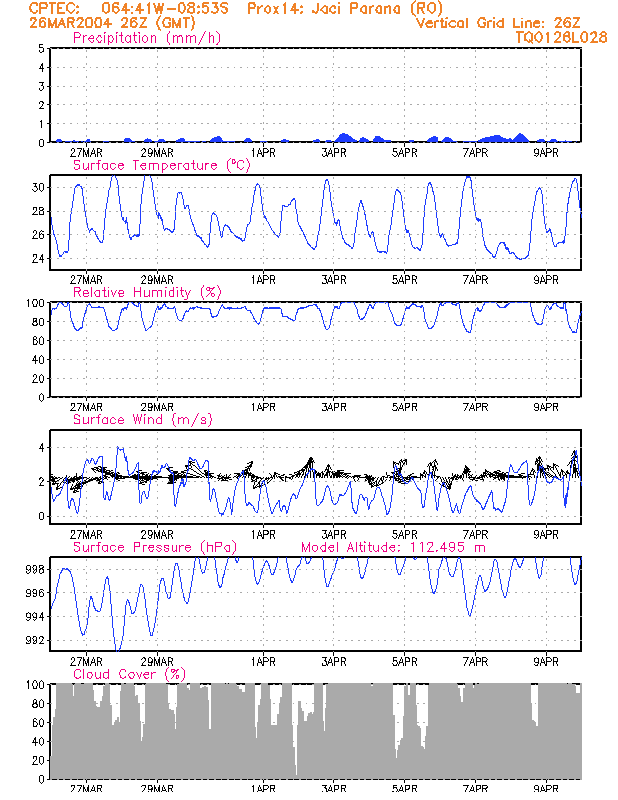 CPTEC: 064:41W-08:53S Prox14: Jaci Parana (RO)
26MAR2004 26Z (GMT) Vertical Grid Line: 26Z
Precipitation (mm/h) TQ0126L028
5
4
3
2
1
0
27MAR 29MAR 1APR 3APR 5APR 7APR 9APR
Surface Temperature (ºC)
30
28
26
24
27MAR 29MAR 1APR 3APR 5APR 7APR 9APR
Relative Humidity (%)
100
80
60
40
20
0
27MAR 29MAR 1APR 3APR 5APR 7APR 9APR
Surface Wind (m/s)
4
2
0
27MAR 29MAR 1APR 3APR 5APR 7APR 9APR
Surface Pressure (hPa) Model Altitude: 112.495 m
998
996
994
992
27MAR 29MAR 1APR 3APR 5APR 7APR 9APR
Cloud Cover (%)
100
80
60
40
20
0
27MAR 29MAR 1APR 3APR 5APR 7APR 9APR